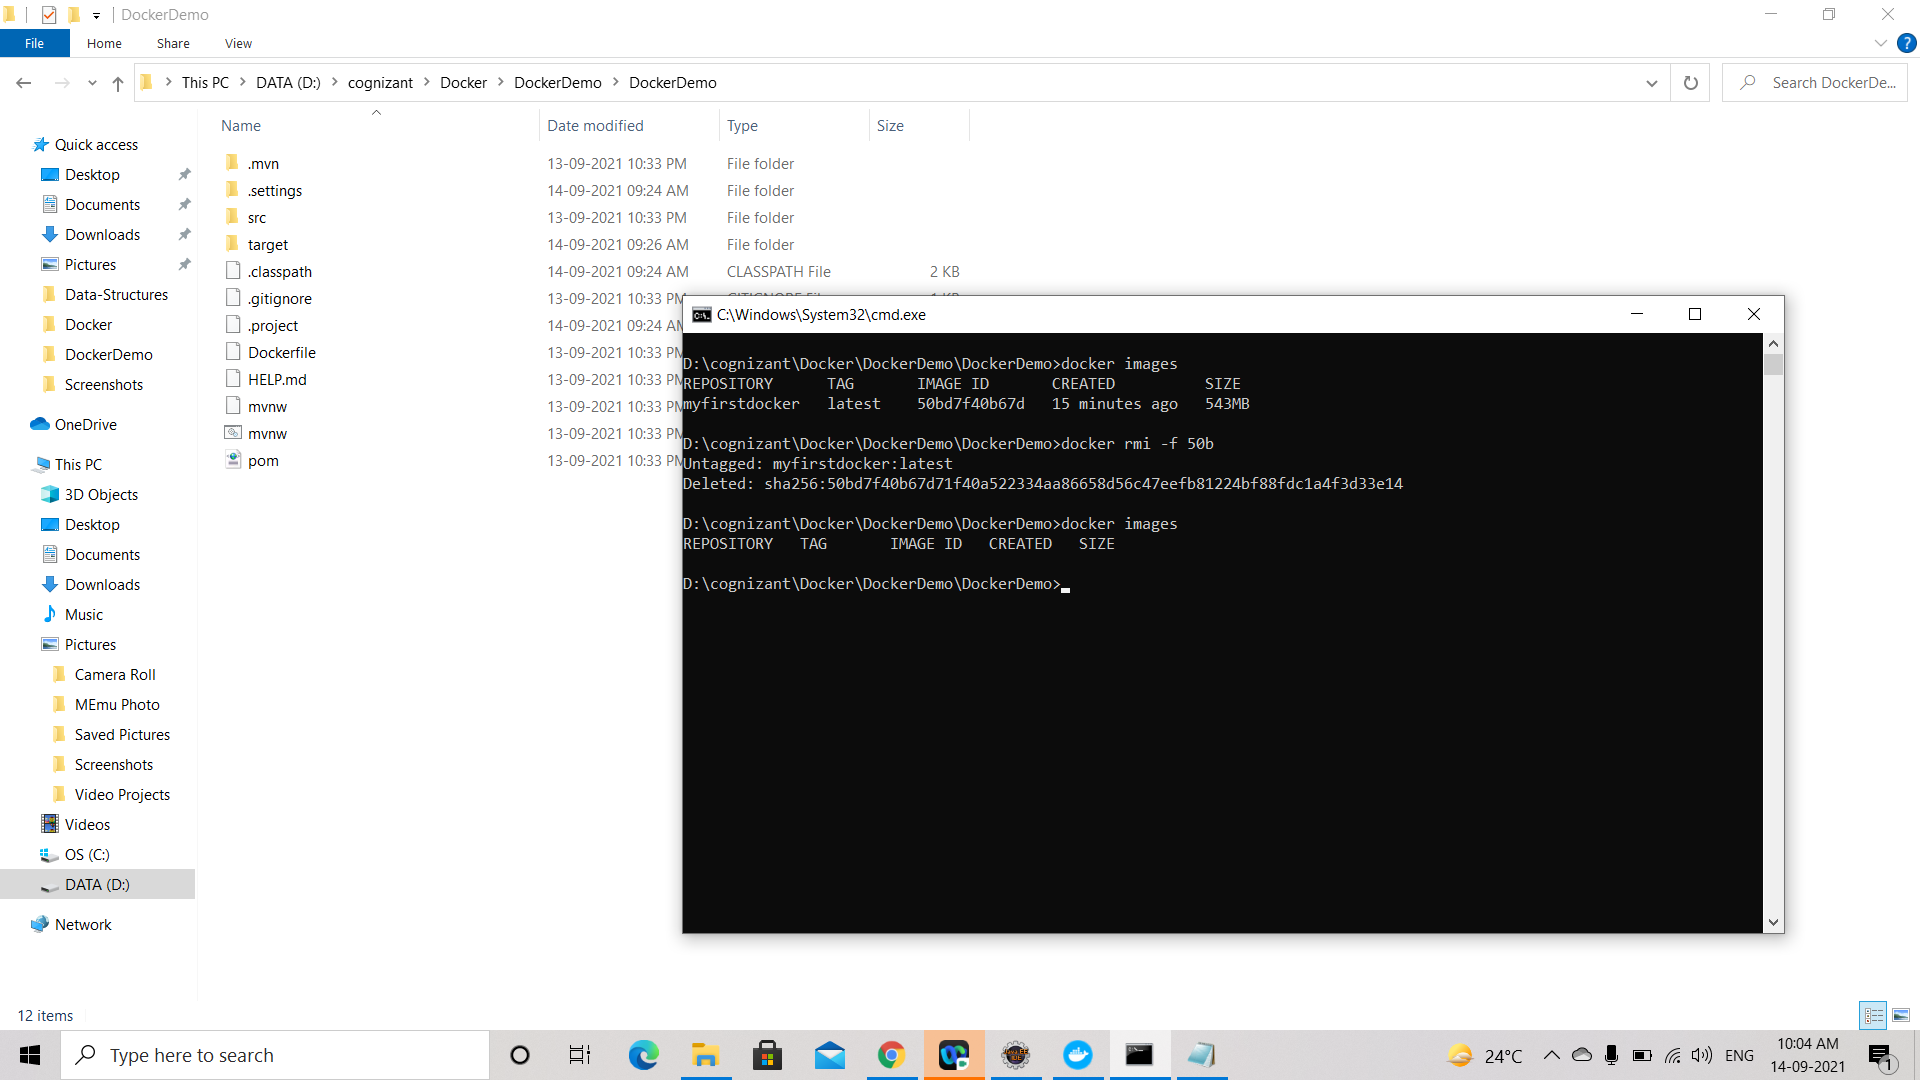 DockerDemo
File Home Share View
This PC DATA (D:) cognizant Docker DockerDemo DockerDemo
Search DockerDe...
Name Date modified Type Size
Quick access
Desktop
Documents
Downloads
Pictures
Data-Structures
Docker
DockerDemo
Screenshots
OneDrive
This PC
3D Objects
Desktop
Documents
Downloads
Music
Pictures
Camera Roll
MEmu Photo
Saved Pictures
Screenshots
Video Projects
Videos
OS (C:)
DATA (D:)
Network
.mvn 13-09-2021 10:33 PM File folder
.settings 14-09-2021 09:24 AM File folder
src 13-09-2021 10:33 PM File folder
target 14-09-2021 09:26 AM File folder
.classpath 14-09-2021 09:24 AM CLASSPATH File 2 KB
.gitignore 13-09-2021 10:33 PM
.project 14-09-2021 09:24 AM
Dockerfile 13-09-2021 10:33 PM
HELP.md 13-09-2021 10:33 PM
mvnw 13-09-2021 10:33 PM
mvnw 13-09-2021 10:33 PM
pom 13-09-2021 10:33 PM
C:\Windows\System32\cmd.exe
D:\cognizant\Docker\DockerDemo\DockerDemo>docker images
REPOSITORY TAG IMAGE ID CREATED SIZE
myfirstdocker latest 50bd7f40b67d 15 minutes ago 543MB
D:\cognizant\Docker\DockerDemo\DockerDemo>docker rmi -f 50b
Untagged: myfirstdocker:latest
Deleted: sha256:50bd7f40b67d71f40a522334aa86658d56c47eefb81224bf88fdc1a4f3d33e14
D:\cognizant\Docker\DockerDemo\DockerDemo>docker images
REPOSITORY TAG IMAGE ID CREATED SIZE
D:\cognizant\Docker\DockerDemo\DockerDemo>
12 items
Type here to search
24°C
ENG
10:04 AM
14-09-2021
1